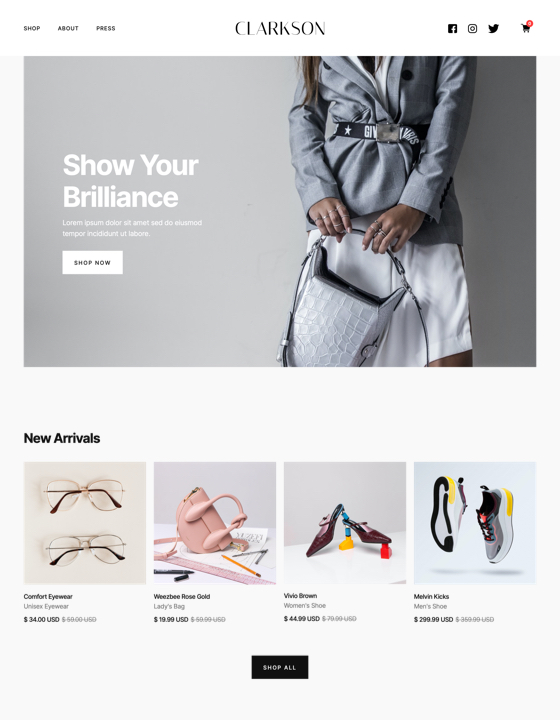 SHOP ABOUT PRESS
CLARKSON
0
Show Your
Brilliance
Lorem ipsum dolor sit amet sed do eiusmod
tempor incididunt ut labore.
SHOP NOW
New Arrivals
Comfort Eyewear
Unisex Eyewear
$ 34.00 USD $ 59.00 USD
Weezbee Rose Gold
Lady's Bag
$ 19.99 USD $ 59.99 USD
Vivio Brown
Women's Shoe
$ 44.99 USD $ 79.99 USD
Melvin Kicks
Men's Shoe
$ 299.99 USD $ 359.99 USD
SHOP ALL